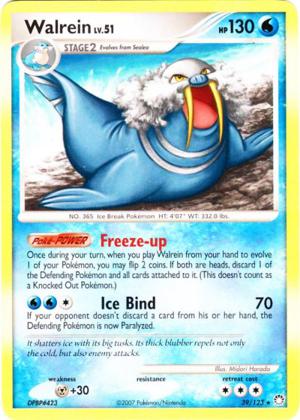 Walrein LV.51
HP 130
STAGE2 Evolves from Sealeo
NO. 365 Ice Break Pokémon HT: 4'07" WT: 332.0 lbs.
Poké-POWER Freeze-up
Once during your turn, when you play Walrein from your hand to evolve
1 of your Pokémon, you may flip 2 coins. If both are heads, discard 1 of
the Defending Pokémon and all cards attached to it. (This doesn't count
as a Knocked Out Pokémon.)
Ice Bind 70
If your opponent doesn't discard a card from his or her hand,
the Defending Pokémon is now Paralyzed.
It shatters ice with its big tusks. Its thick blubber repels not only
the cold, but also enemy attacks.
Illus. Midori Harada
weakness resistance retreat cost
+30
DPBP#423 ©2007 Pokémon/Nintendo 39/123 ★